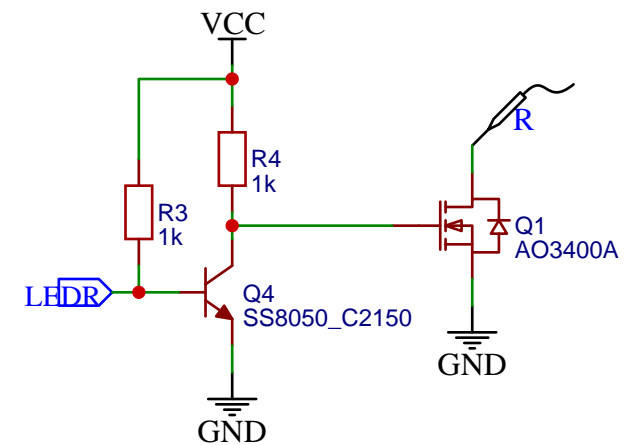 VCC
R
R4
1k
R3
1k
Q1
AO3400A
LEDR
Q4
SS8050_C2150
GND
GND